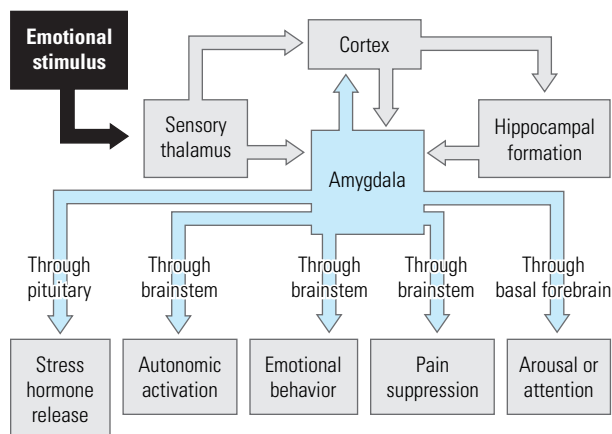 Emotional
stimulus
Cortex
Sensory
thalamus
Hippocampal
formation
Amygdala
Through
pituitary
Through
brainstem
Through
brainstem
Through
brainstem
Through
basal forebrain
Stress
hormone
release
Autonomic
activation
Emotional
behavior
Pain
suppression
Arousal or
attention